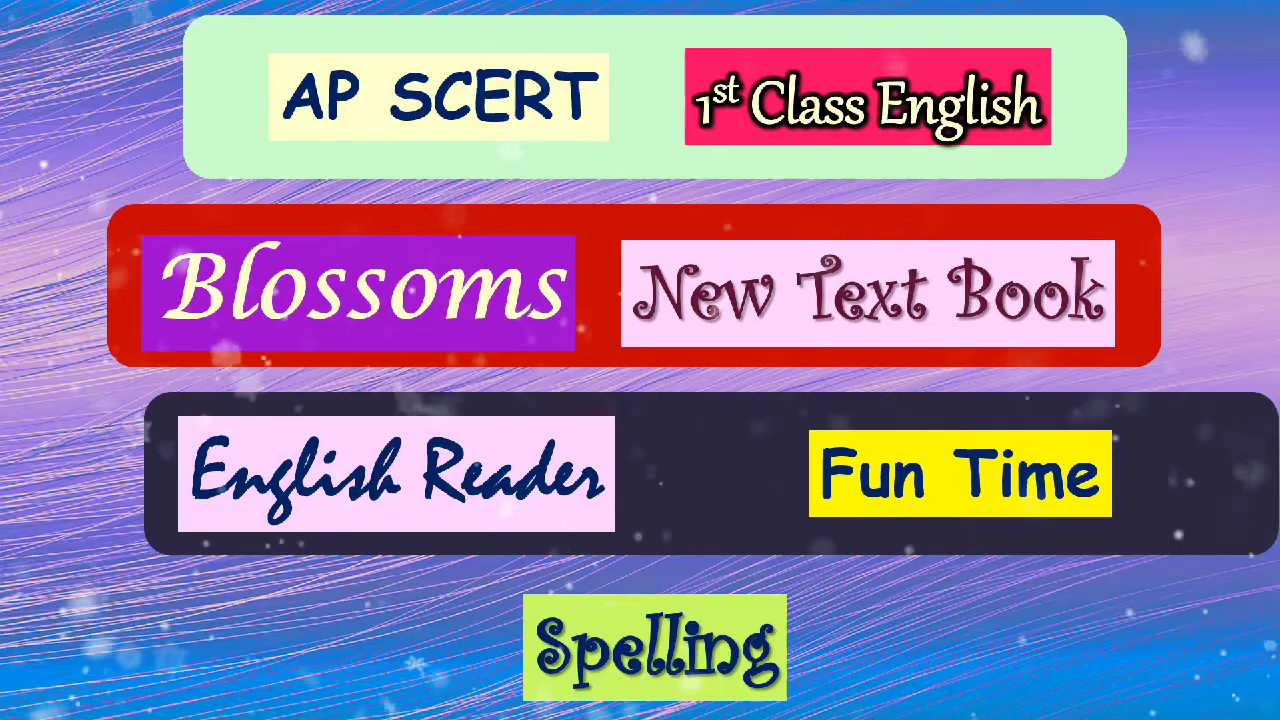 AP SCERT 1st Class English
Blossoms New Text Book
English Reader Fun Time
Spelling